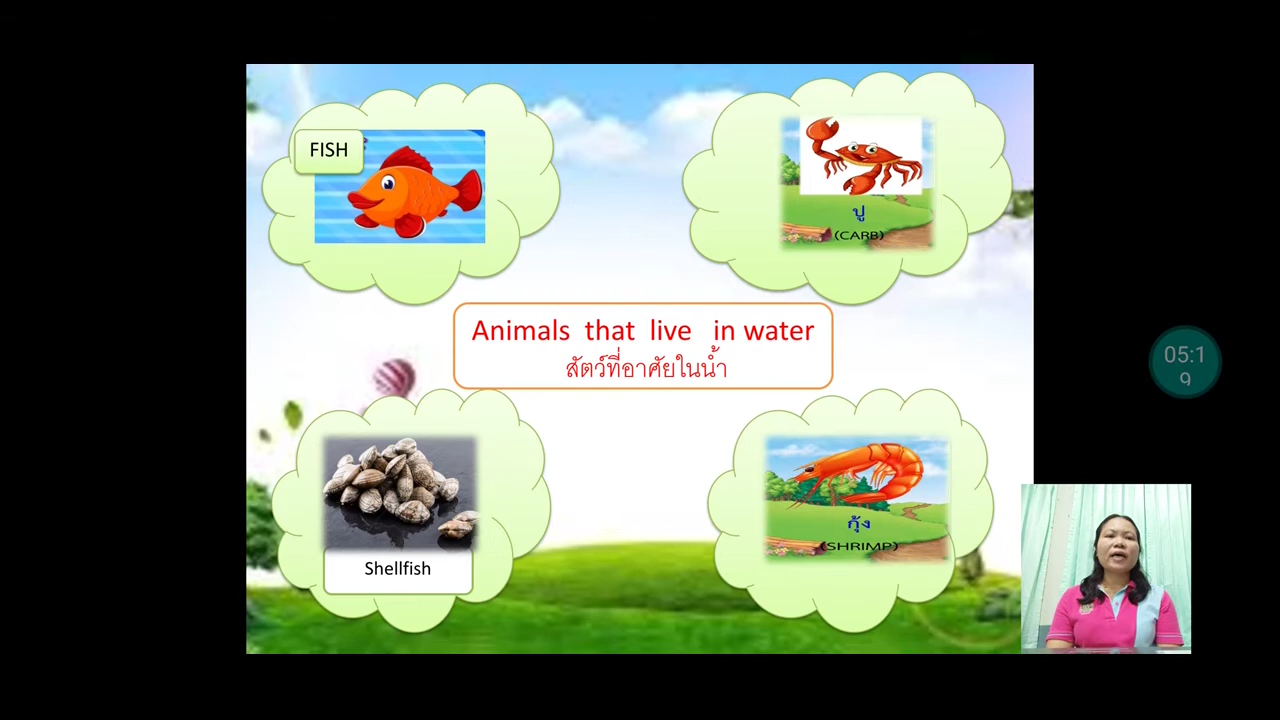 FISH
ปู
(CARB)
Animals that live in water
สัตว์ที่อาศัยในน้ำ
Shellfish
กุ้ง
(SHRIMP)
05:1
9